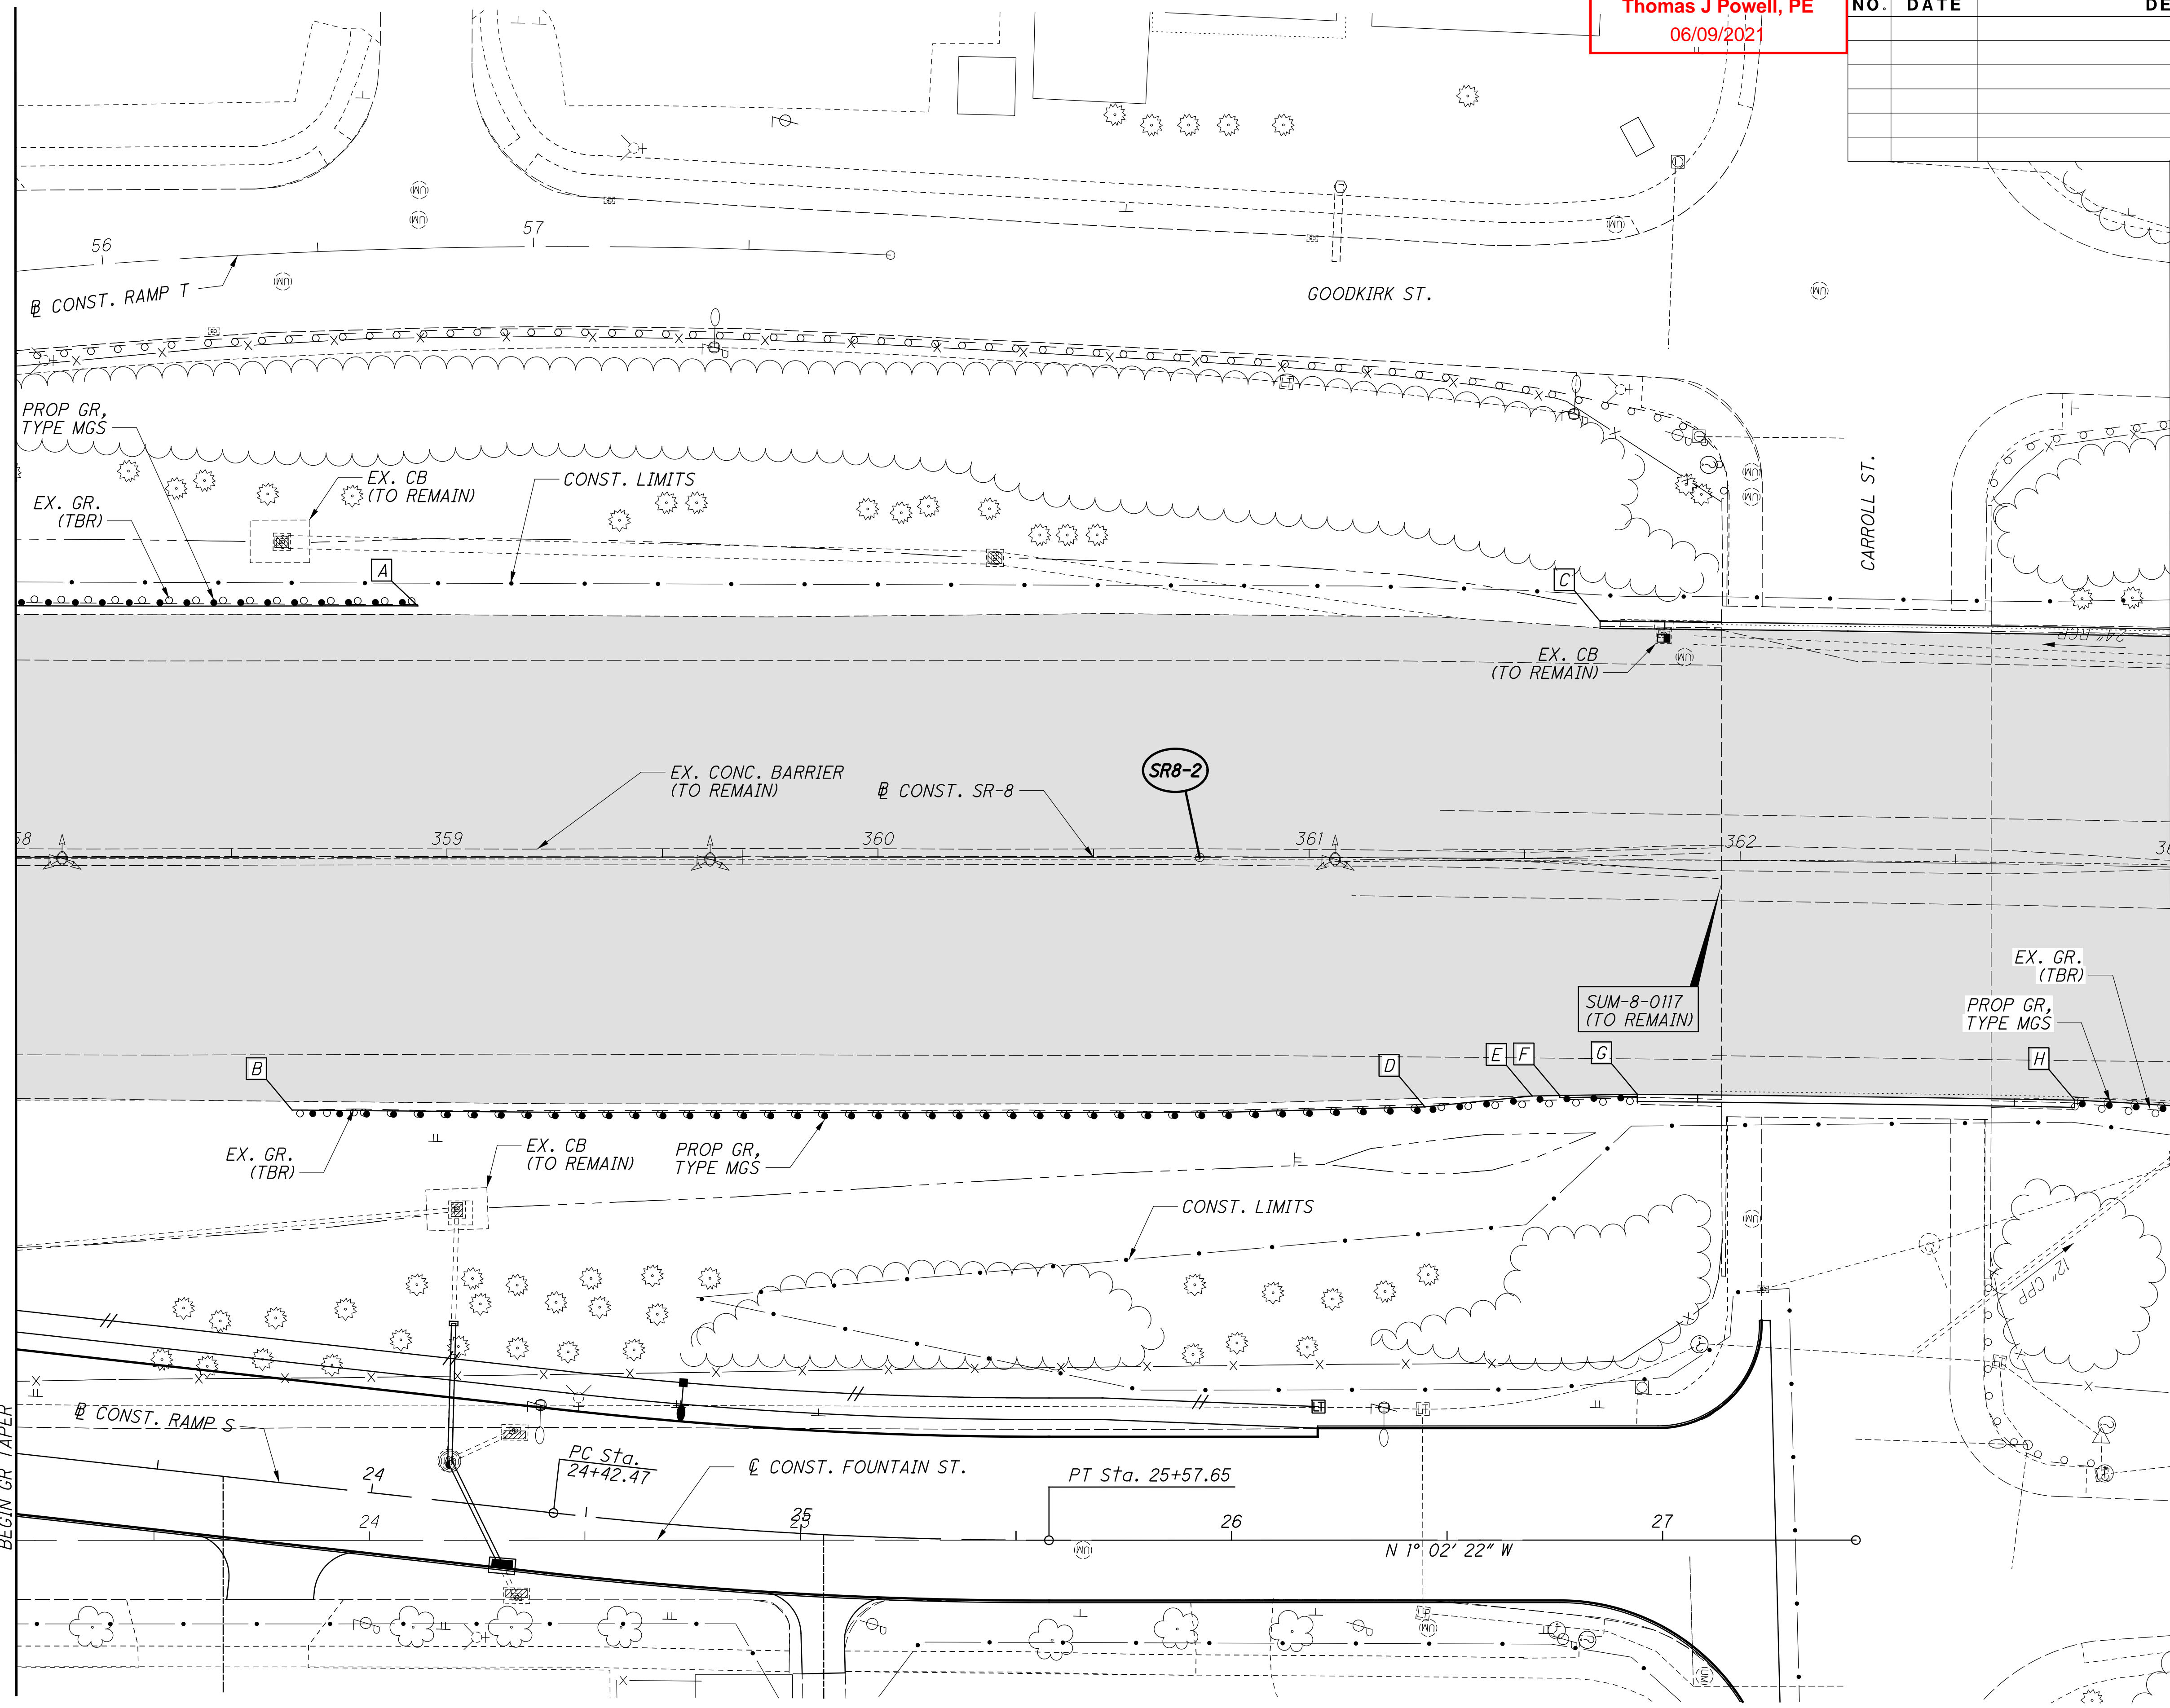 Thomas J Powell, PE
06/09/2021
NO. DATE DE
56
57
℄ CONST. RAMP T
GOODKIRK ST.
PROP GR,
TYPE MGS
EX. GR.
(TBR)
EX. CB
(TO REMAIN)
CONST. LIMITS
CARROLL ST.
A
C
24" RCP
EX. CB
(TO REMAIN)
EX. CONC. BARRIER
(TO REMAIN)
℄ CONST. SR-8
SR8-2
58
359
360
361
362
36
SUM-8-0117
(TO REMAIN)
EX. GR.
(TBR)
PROP GR,
TYPE MGS
B
D
E
F
G
H
EX. GR.
(TBR)
EX. CB
(TO REMAIN)
PROP GR,
TYPE MGS
CONST. LIMITS
12" CPP
BEGIN GR TAPER
℄ CONST. RAMP S
24
PC Sta.
24+42.47
℄ CONST. FOUNTAIN ST.
PT Sta. 25+57.65
LT
24
25
26
27
N 1° 02' 22" W